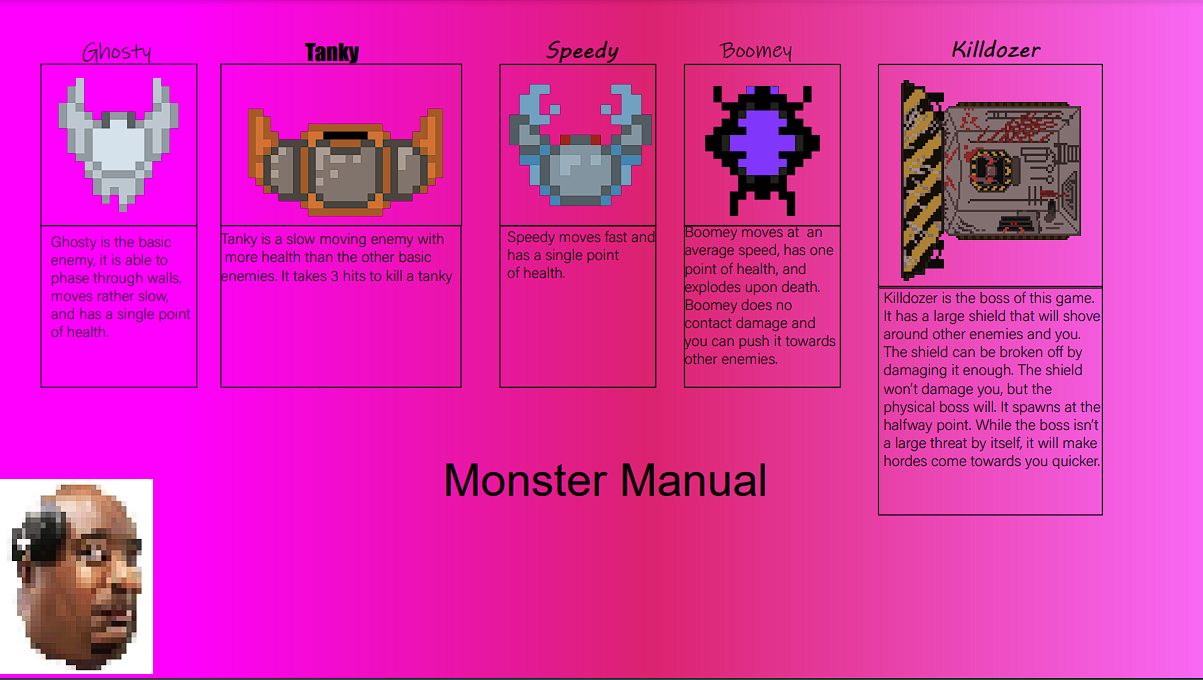 Ghosty
Tanky
Speedy
Boomey
Killdozer
Ghosty is the basic
enemy, it is able to
phase through walls,
moves rather slow,
and has a single point
of health.
Tanky is a slow moving enemy with
more health than the other basic
enemies. It takes 3 hits to kill a tanky
Speedy moves fast and
has a single point
of health.
Boomey moves at an
average speed, has one
point of health, and
explodes upon death.
Boomey does no
contact damage and
you can push it towards
other enemies.
Killdozer is the boss of this game.
It has a large shield that will shove
around other enemies and you.
The shield can be broken off by
damaging it enough. The shield
won't damage you, but the
physical boss will. It spawns at the
halfway point. While the boss isn't
a large threat by itself, it will make
hordes come towards you quicker.
Monster Manual